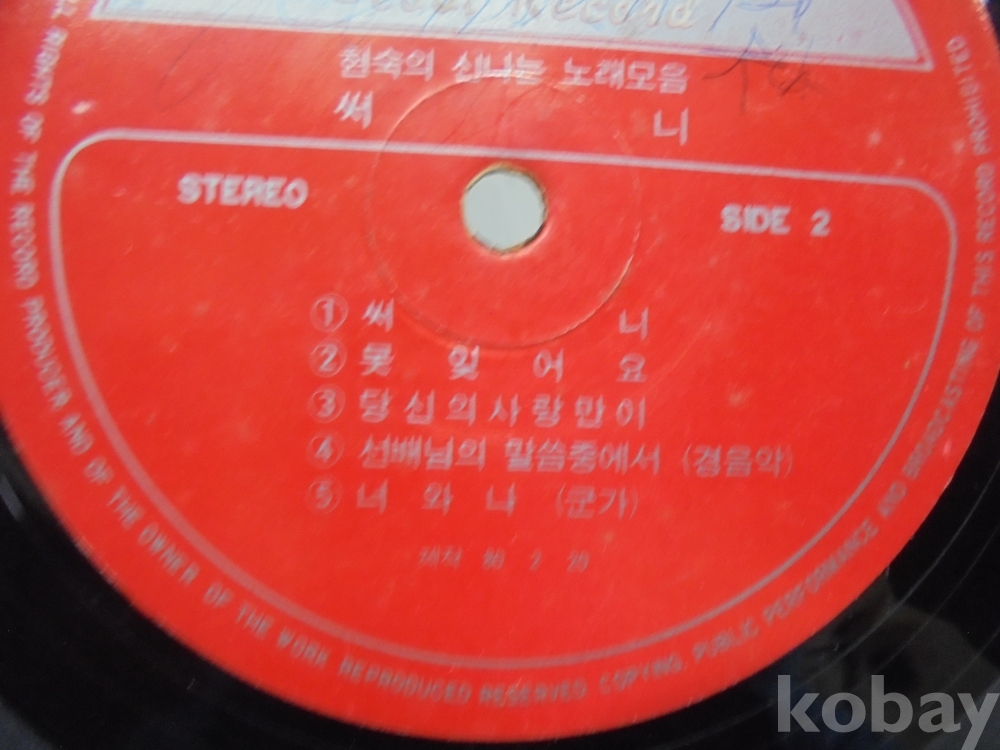 Record
현숙의 신나는 노래모음
써 니
STEREO
SIDE 2
① 써 니
② 못 잊 어 요
③ 당신의사랑만이
④ 선배님의 말씀중에서 (경음악)
⑤ 너 와 나 (군가)
제작 80 2 20
RIGHTS OF THE RECORD PRODUCER AND OF THE OWNER OF THE WORK REPRODUCED RESERVED COPYING, PUBLIC PERFORMANCE AND BROADCASTING OF THIS RECORD PROHIBITED
kobay